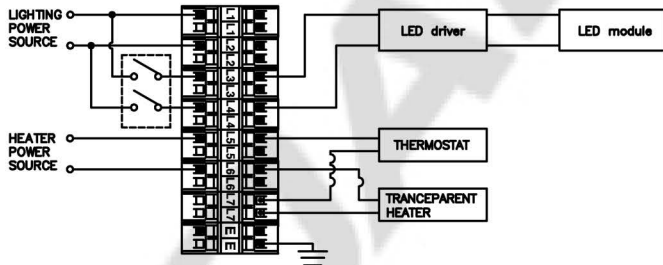 LIGHTING
POWER
SOURCE
HEATER
POWER
SOURCE
L1
L1
L2
L2
L3
L3
L4
L4
L5
L5
L6
L6
L7
L7
E
E
LED driver
LED module
THERMOSTAT
TRANCEPARENT
HEATER